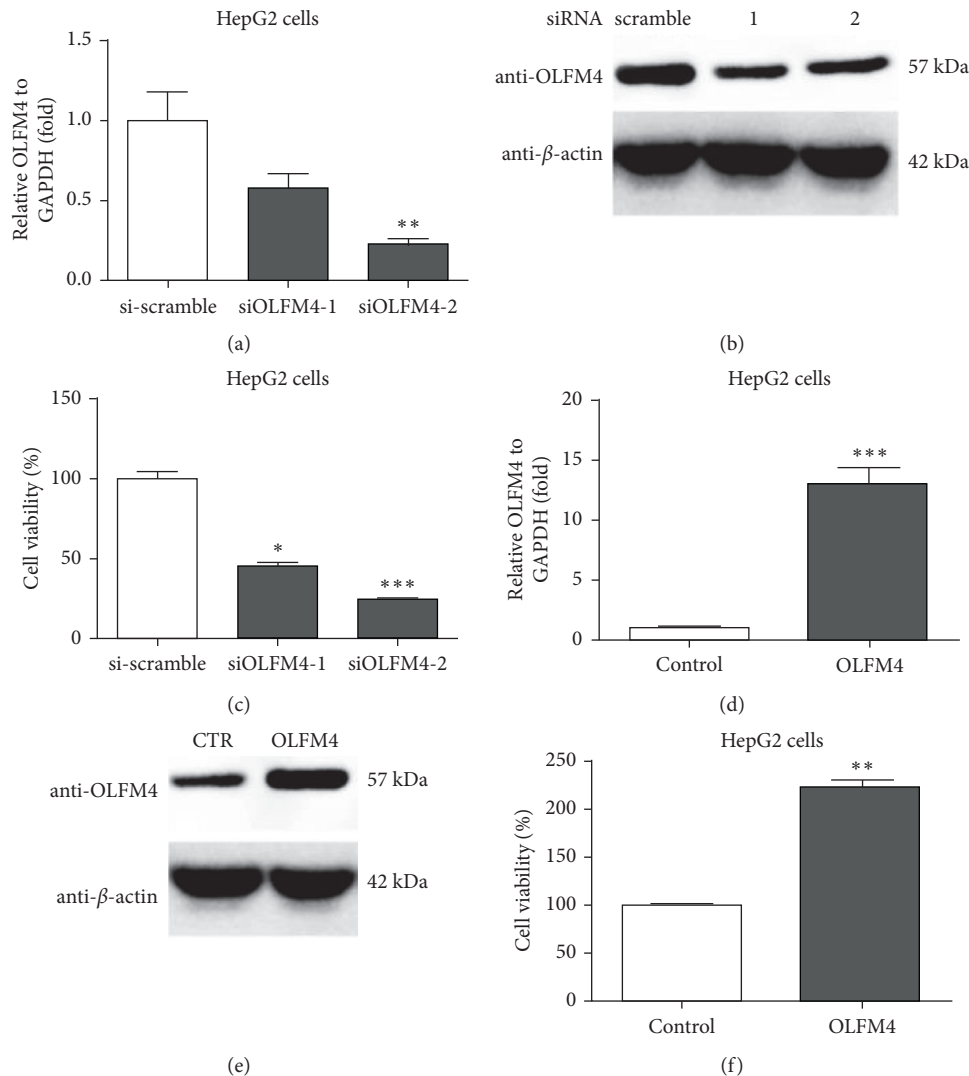 HepG2 cells
Relative OLFM4 to
GAPDH (fold)
1.5
1.0
0.5
0.0
**
si-scramble siOLFM4-1 siOLFM4-2
(a)
siRNA scramble 1 2
anti-OLFM4 57 kDa
anti-β-actin 42 kDa
(b)
HepG2 cells
Cell viability (%)
150
100
50
0
*
***
si-scramble siOLFM4-1 siOLFM4-2
(c)
HepG2 cells
Relative OLFM4 to
GAPDH (fold)
20
15
10
5
0
***
Control OLFM4
(d)
CTR OLFM4
anti-OLFM4 57 kDa
anti-β-actin 42 kDa
(e)
HepG2 cells
Cell viability (%)
250
200
150
100
50
0
**
Control OLFM4
(f)